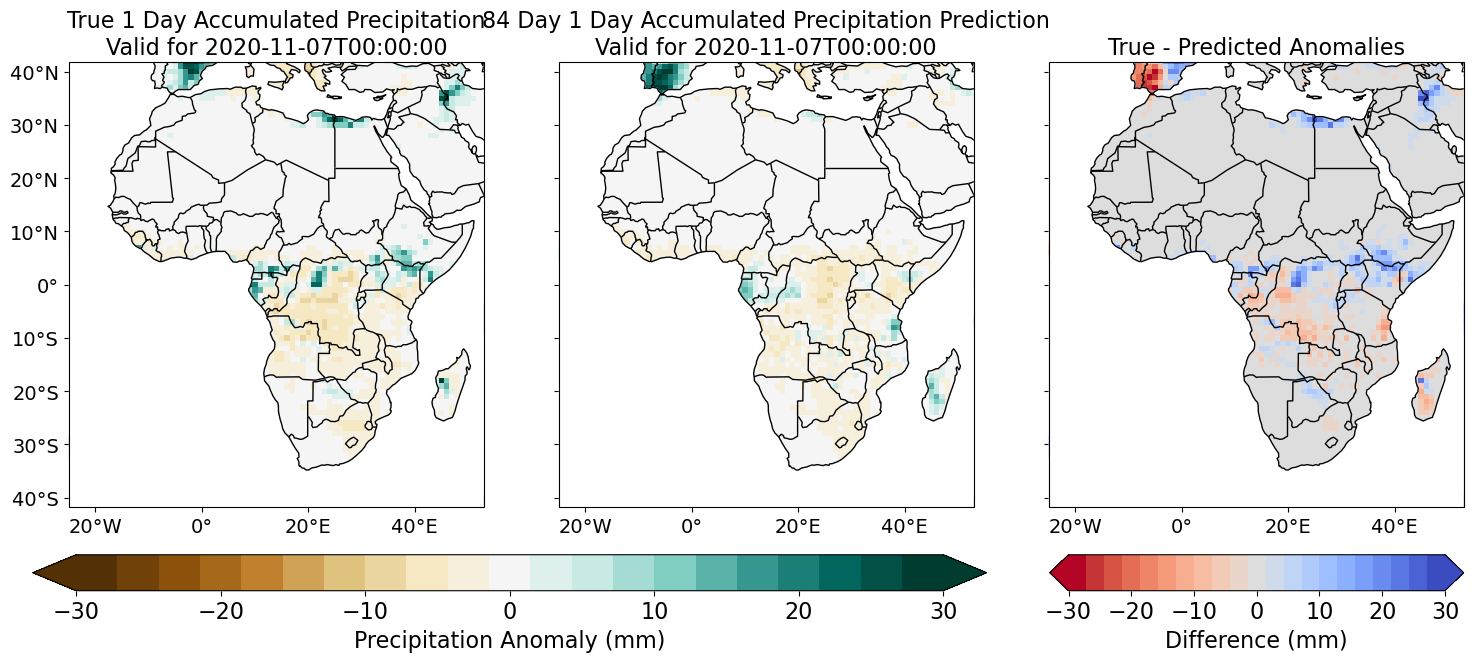 True 1 Day Accumulated Precipitation
Valid for 2020-11-07T00:00:00
84 Day 1 Day Accumulated Precipitation Prediction
Valid for 2020-11-07T00:00:00
True - Predicted Anomalies
40°N
30°N
20°N
10°N
0°
10°S
20°S
30°S
40°S
20°W 0° 20°E 40°E
20°W 0° 20°E 40°E
20°W 0° 20°E 40°E
−30 −20 −10 0 10 20 30
Precipitation Anomaly (mm)
−30 −20 −10 0 10 20 30
Difference (mm)